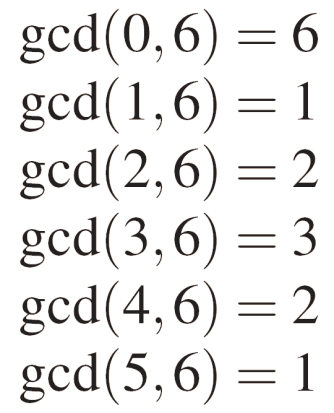 gcd(0,6) = 6
gcd(1,6) = 1
gcd(2,6) = 2
gcd(3,6) = 3
gcd(4,6) = 2
gcd(5,6) = 1